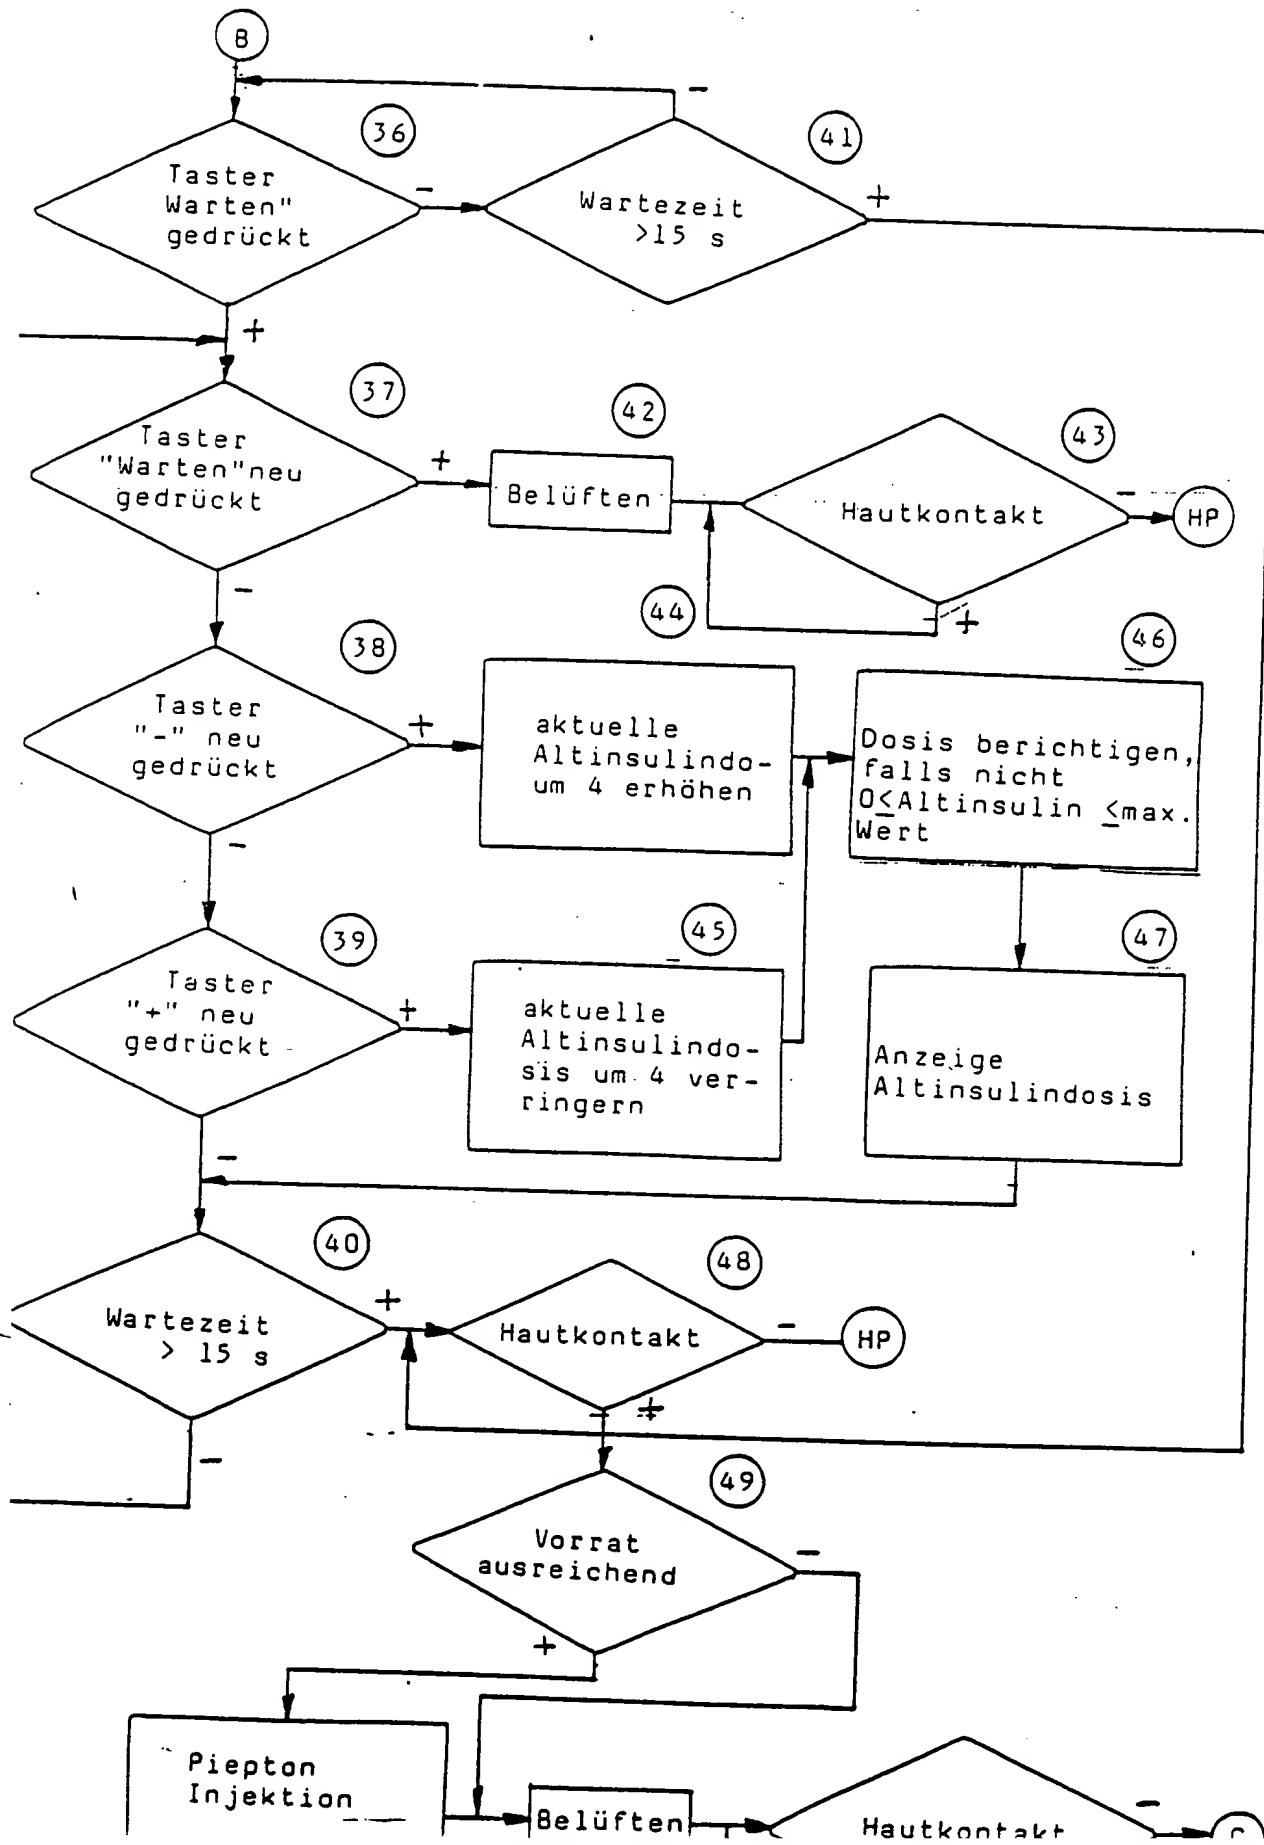 B
36
41
Taster
Warten"
gedrückt
-
-
Wartezeit
>15 s
+
+
37
42
43
Taster
"Warten"neu
gedrückt
+
Belüften
Hautkontakt
-
HP
-
44
+
38
46
Taster
"-" neu
gedrückt
+
aktuelle
Altinsulindo-
um 4 erhöhen
Dosis berichtigen,
falls nicht
0≤Altinsulin ≤max.
Wert
-
39
45
47
Taster
"+" neu
gedrückt
+
aktuelle
Altinsulindo-
sis um 4 ver-
ringern
Anzeige
Altinsulindosis
-
40
48
Wartezeit
> 15 s
+
Hautkontakt
-
HP
+
-
49
Vorrat
ausreichend
-
+
Piepton
Injektion
Belüften
Hautkontakt
-